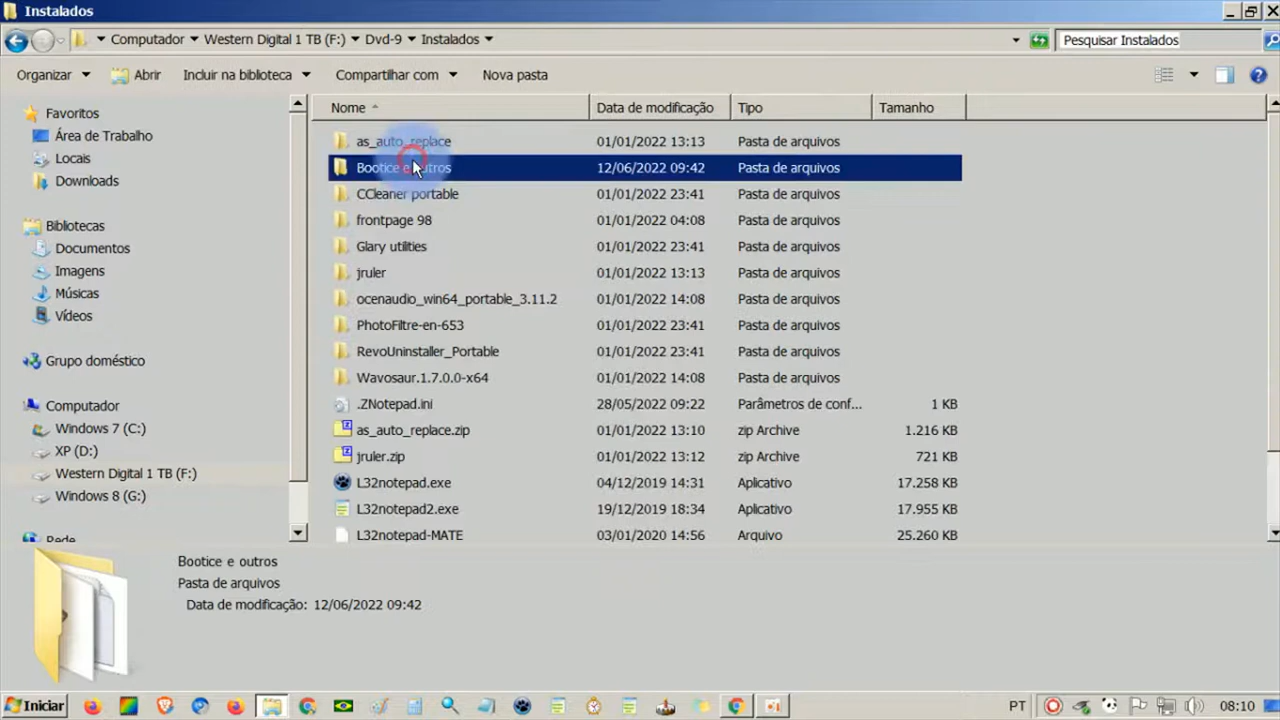 Instalados
Computador Western Digital 1 TB (F:) Dvd-9 Instalados Pesquisar Instalados
Organizar Abrir Incluir na biblioteca Compartilhar com Nova pasta
Favoritos
Área de Trabalho
Locais
Downloads
Bibliotecas
Documentos
Imagens
Músicas
Vídeos
Grupo doméstico
Computador
Windows 7 (C:)
XP (D:)
Western Digital 1 TB (F:)
Windows 8 (G:)
Rede
Nome Data de modificação Tipo Tamanho
as_auto_replace 01/01/2022 13:13 Pasta de arquivos
Bootice e outros 12/06/2022 09:42 Pasta de arquivos
CCleaner portable 01/01/2022 23:41 Pasta de arquivos
frontpage 98 01/01/2022 04:08 Pasta de arquivos
Glary utilities 01/01/2022 23:41 Pasta de arquivos
jruler 01/01/2022 13:13 Pasta de arquivos
ocenaudio_win64_portable_3.11.2 01/01/2022 14:08 Pasta de arquivos
PhotoFiltre-en-653 01/01/2022 23:41 Pasta de arquivos
RevoUninstaller_Portable 01/01/2022 23:41 Pasta de arquivos
Wavosaur.1.7.0.0-x64 01/01/2022 14:08 Pasta de arquivos
.ZNotepad.ini 28/05/2022 09:22 Parâmetros de conf... 1 KB
as_auto_replace.zip 01/01/2022 13:10 zip Archive 1.216 KB
jruler.zip 01/01/2022 13:12 zip Archive 721 KB
L32notepad.exe 04/12/2019 14:31 Aplicativo 17.258 KB
L32notepad2.exe 19/12/2019 18:34 Aplicativo 17.955 KB
L32notepad-MATE 03/01/2020 14:56 Arquivo 25.260 KB
Bootice e outros
Pasta de arquivos
Data de modificação: 12/06/2022 09:42
Iniciar PT 08:10